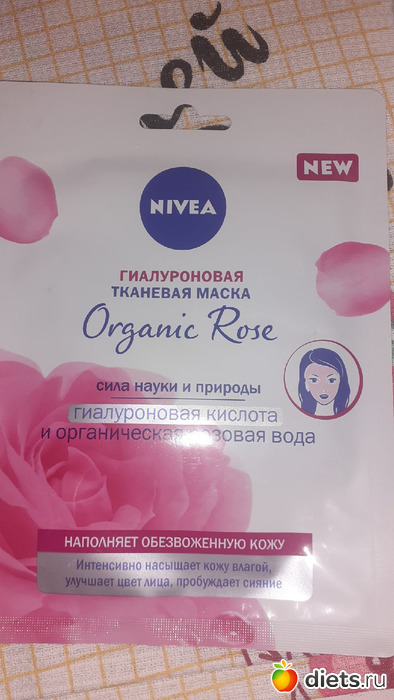 NEW
NIVEA
ГИАЛУРОНОВАЯ
ТКАНЕВАЯ МАСКА
Organic Rose
сила науки и природы
гиалуроновая кислота
и органическая розовая вода
НАПОЛНЯЕТ ОБЕЗВОЖЕННУЮ КОЖУ
Интенсивно насыщает кожу влагой,
улучшает цвет лица, пробуждает сияние
diets.ru